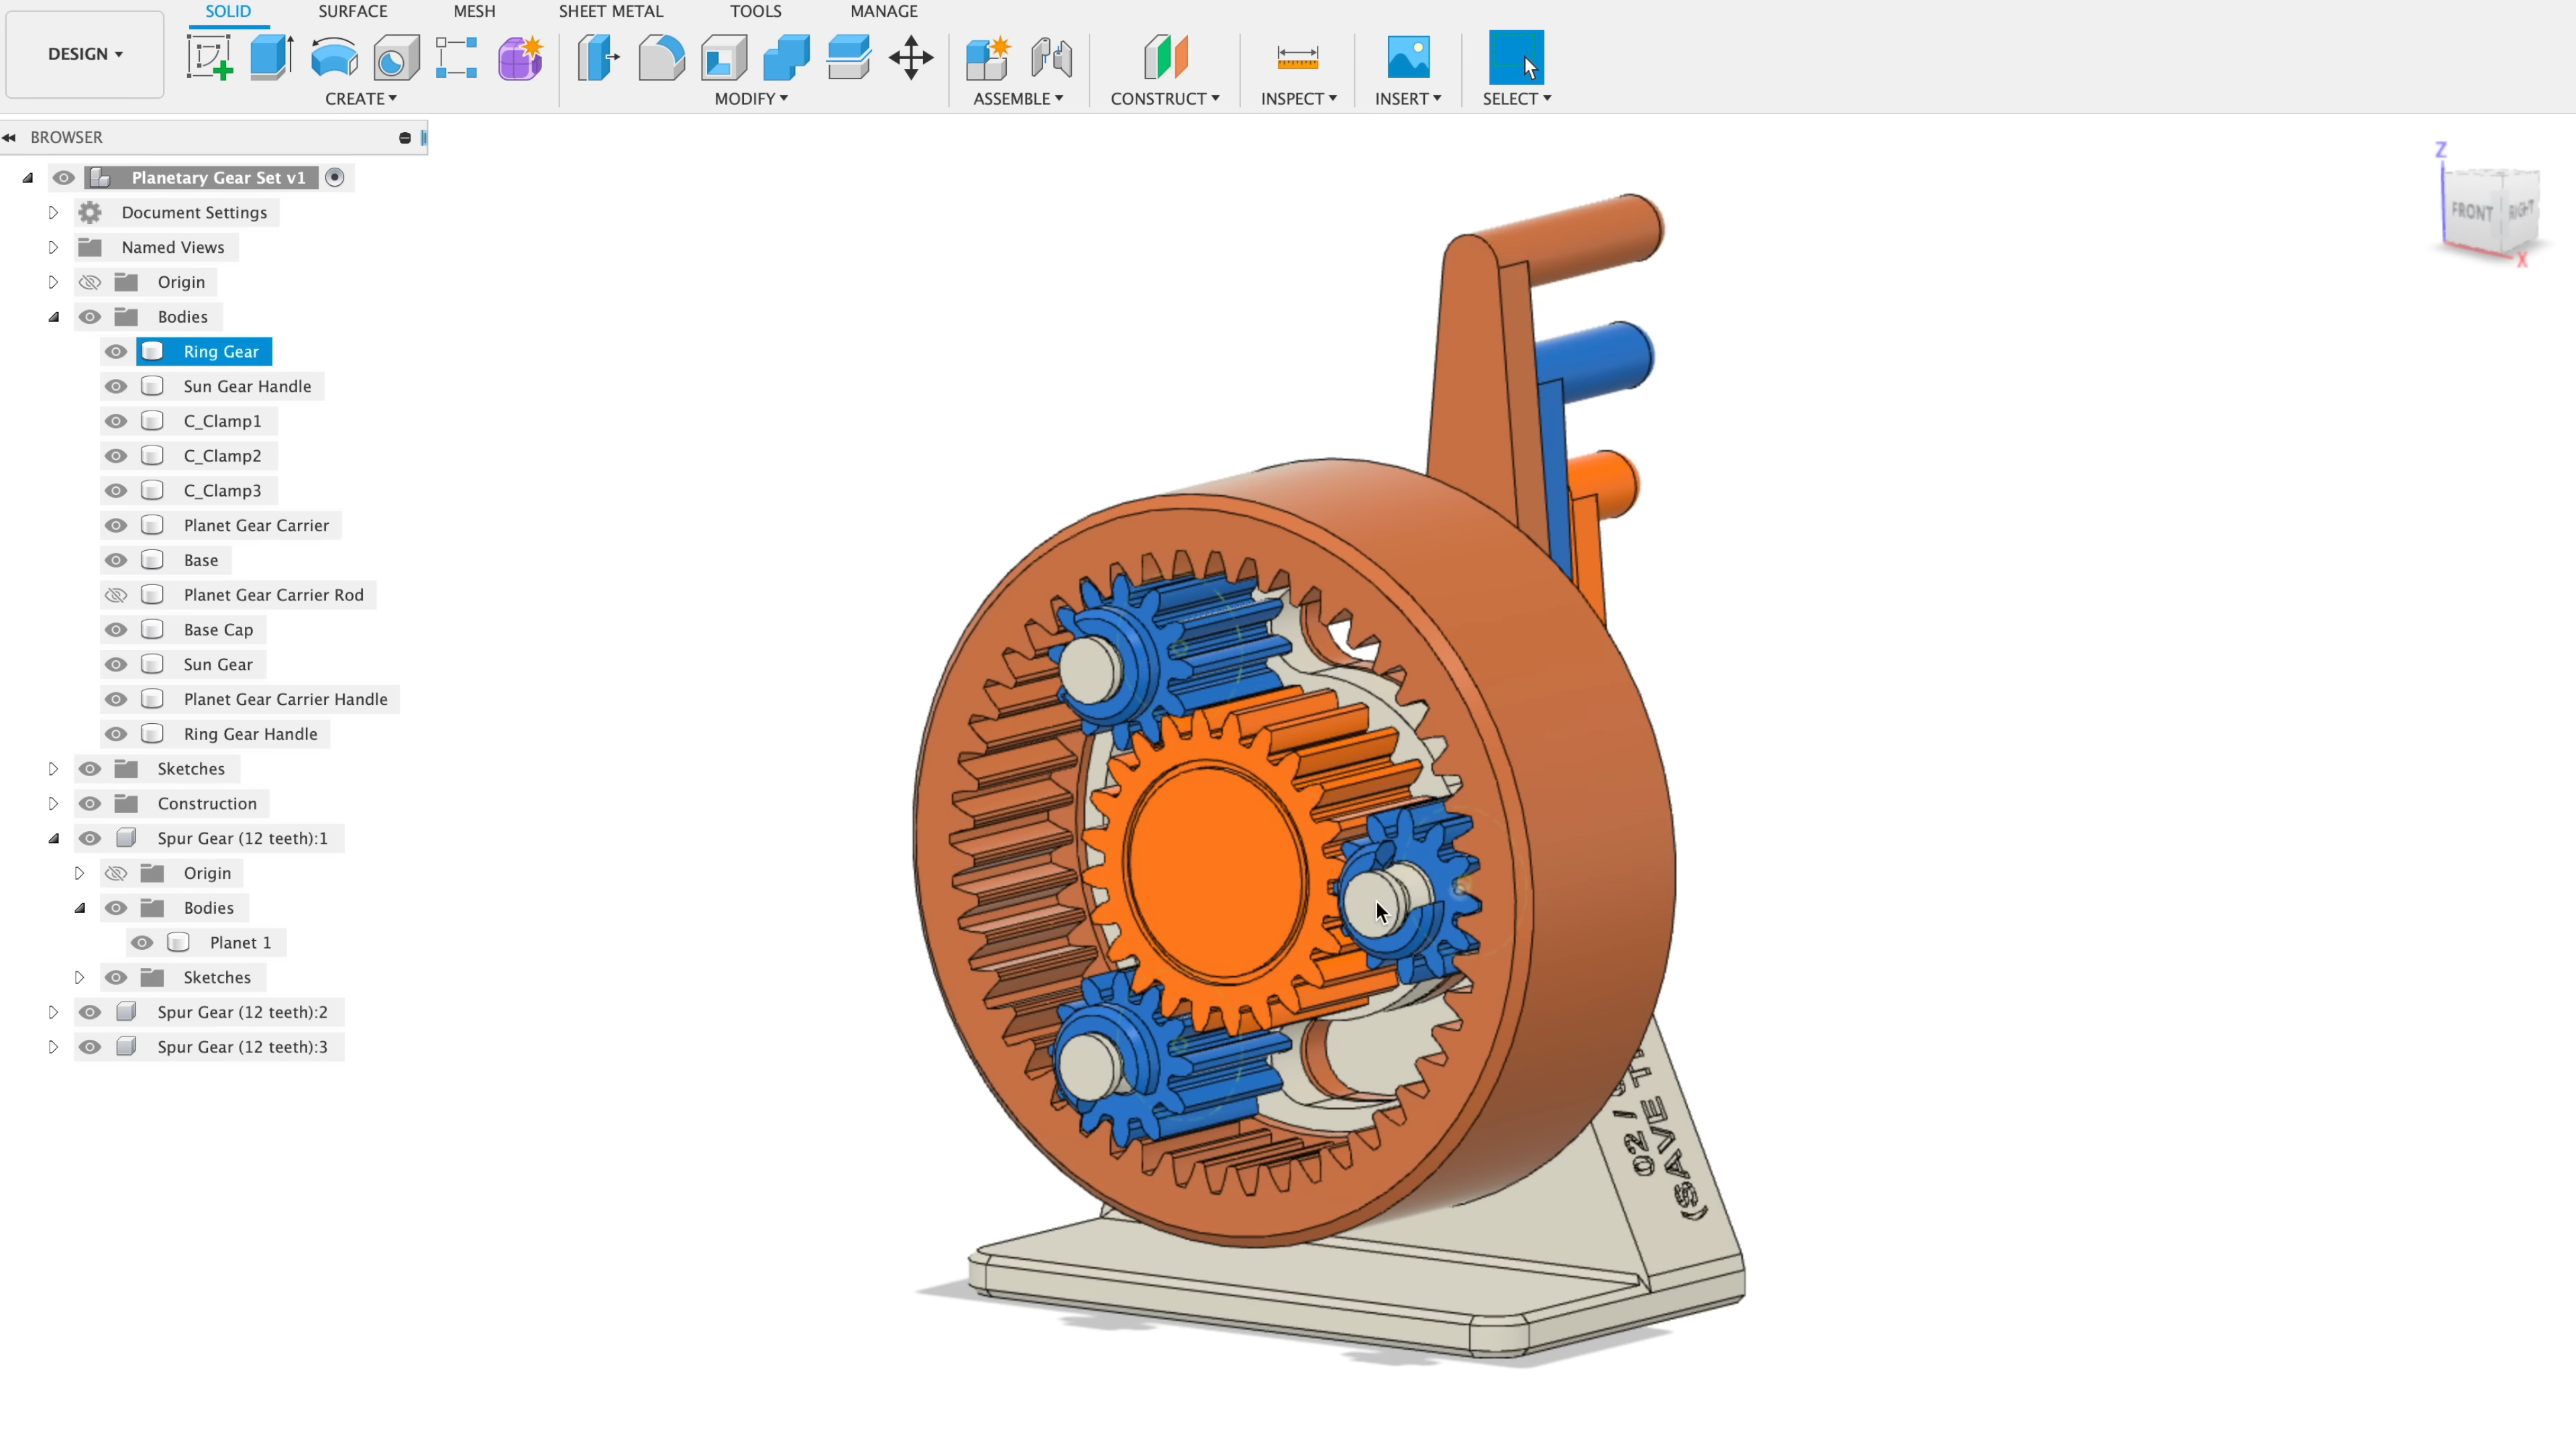 SOLID SURFACE MESH SHEET METAL TOOLS MANAGE
DESIGN
CREATE MODIFY ASSEMBLE CONSTRUCT INSPECT INSERT SELECT
BROWSER
Planetary Gear Set v1
Document Settings
Named Views
Origin
Bodies
Ring Gear
Sun Gear Handle
C_Clamp1
C_Clamp2
C_Clamp3
Planet Gear Carrier
Base
Planet Gear Carrier Rod
Base Cap
Sun Gear
Planet Gear Carrier Handle
Ring Gear Handle
Sketches
Construction
Spur Gear (12 teeth):1
Origin
Bodies
Planet 1
Sketches
Spur Gear (12 teeth):2
Spur Gear (12 teeth):3
Z
FRONT RIGHT
X
02 /
(SAVE